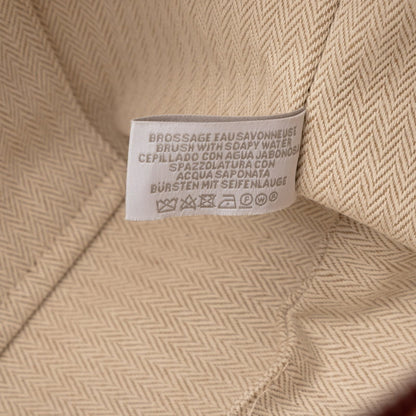 BROSSAGE EAU SAVONNEUSE
BRUSH WITH SOAPY WATER
CEPILLADO CON AGUA JABONOSA
SPAZZOLATURA CON
ACQUA SAPONATA
BÜRSTEN MIT SEIFENLAUGE